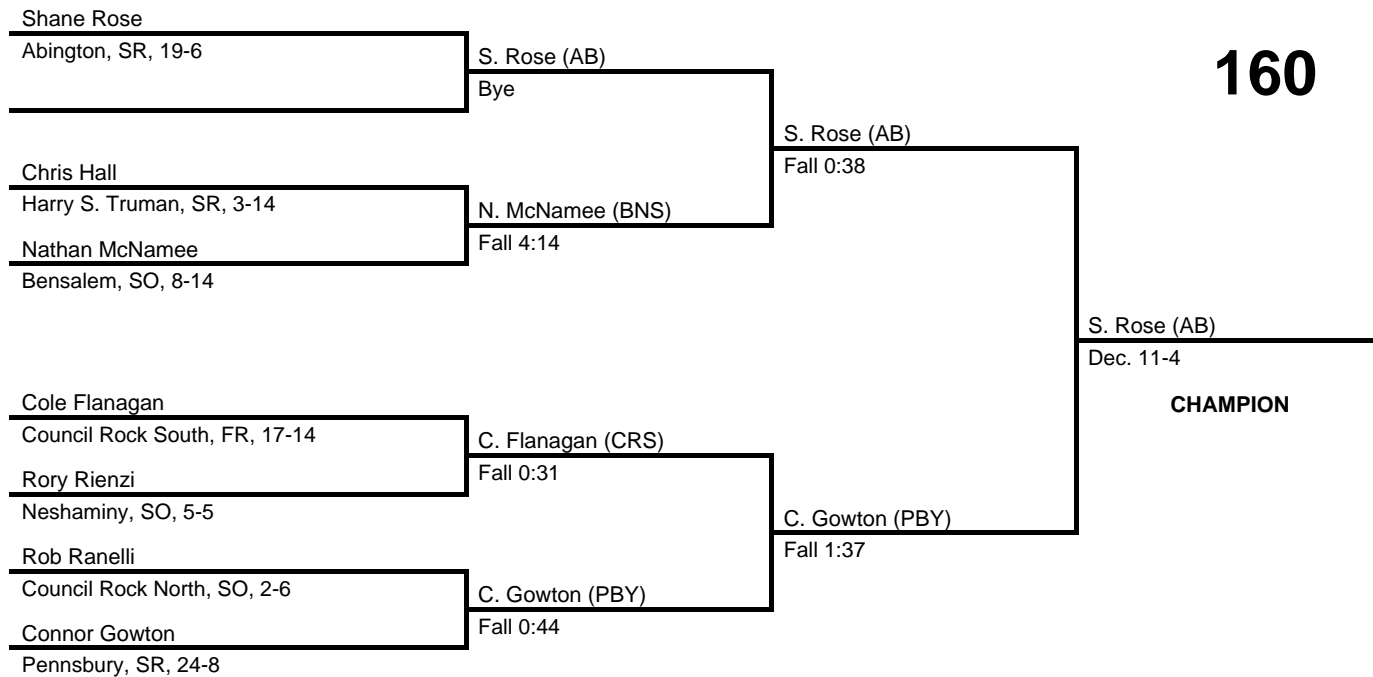 Shane Rose
Abington, SR, 19-6
S. Rose (AB)
Bye
160
S. Rose (AB)
Fall 0:38
Chris Hall
Harry S. Truman, SR, 3-14
N. McNamee (BNS)
Fall 4:14
Nathan McNamee
Bensalem, SO, 8-14
S. Rose (AB)
Dec. 11-4
CHAMPION
Cole Flanagan
Council Rock South, FR, 17-14
C. Flanagan (CRS)
Fall 0:31
Rory Rienzi
Neshaminy, SO, 5-5
C. Gowton (PBY)
Fall 1:37
Rob Ranelli
Council Rock North, SO, 2-6
C. Gowton (PBY)
Fall 0:44
Connor Gowton
Pennsbury, SR, 24-8